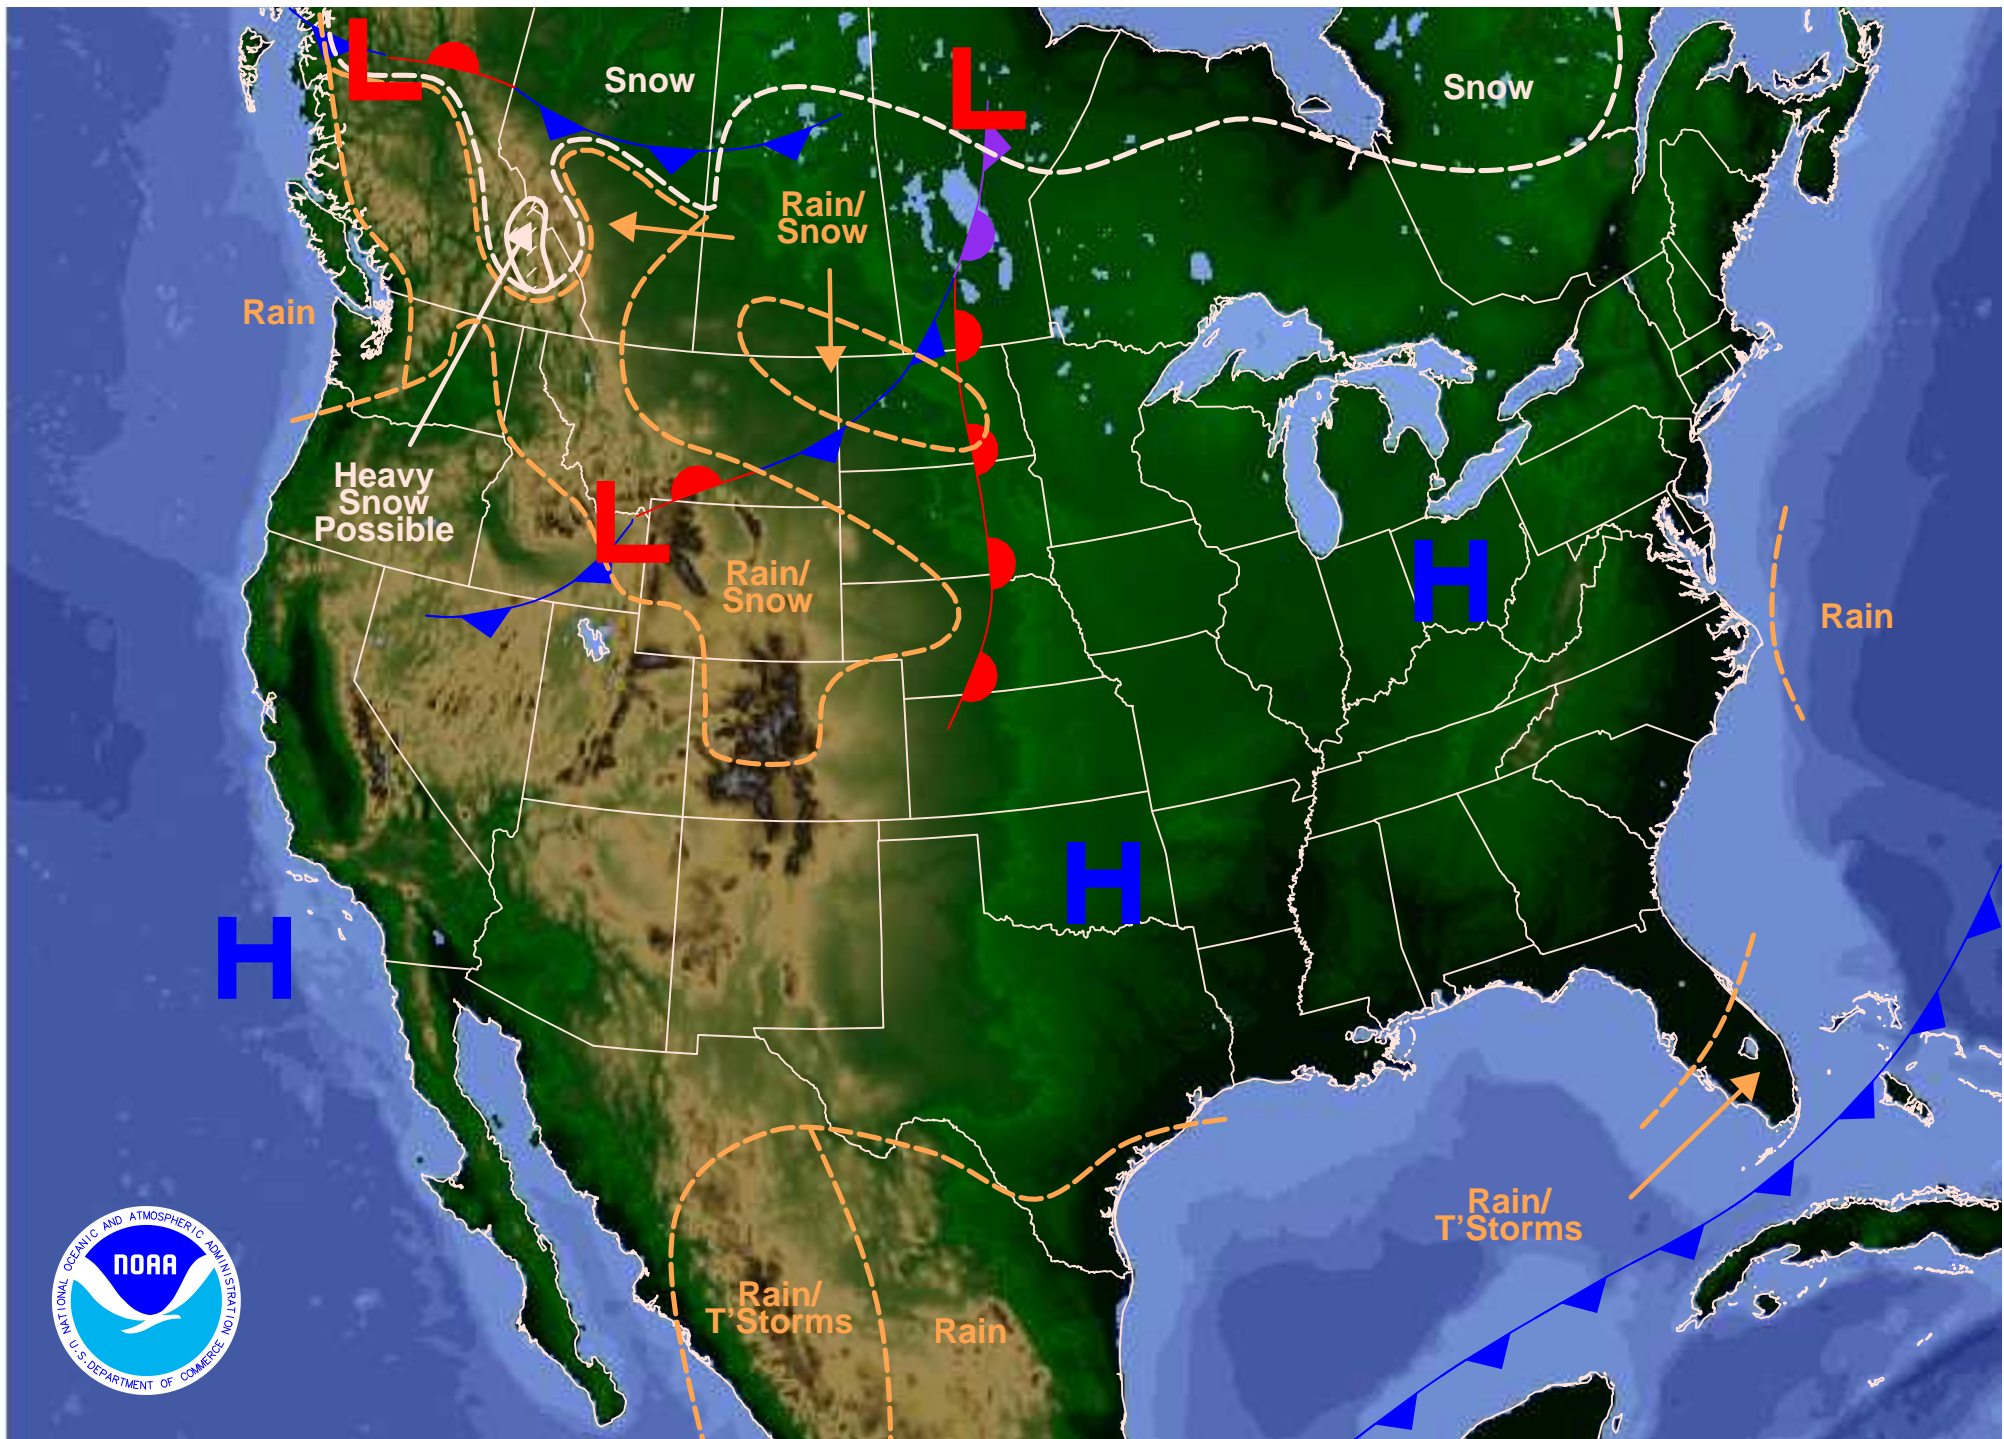 L
L
Snow
Snow
Rain/
Snow
Rain
Heavy
Snow
Possible
L
Rain/
Snow
H
Rain
H
H
Rain/
T'Storms
Rain/
T'Storms
Rain
NATIONAL OCEANIC AND ATMOSPHERIC ADMINISTRATION
NOAA
U.S. DEPARTMENT OF COMMERCE